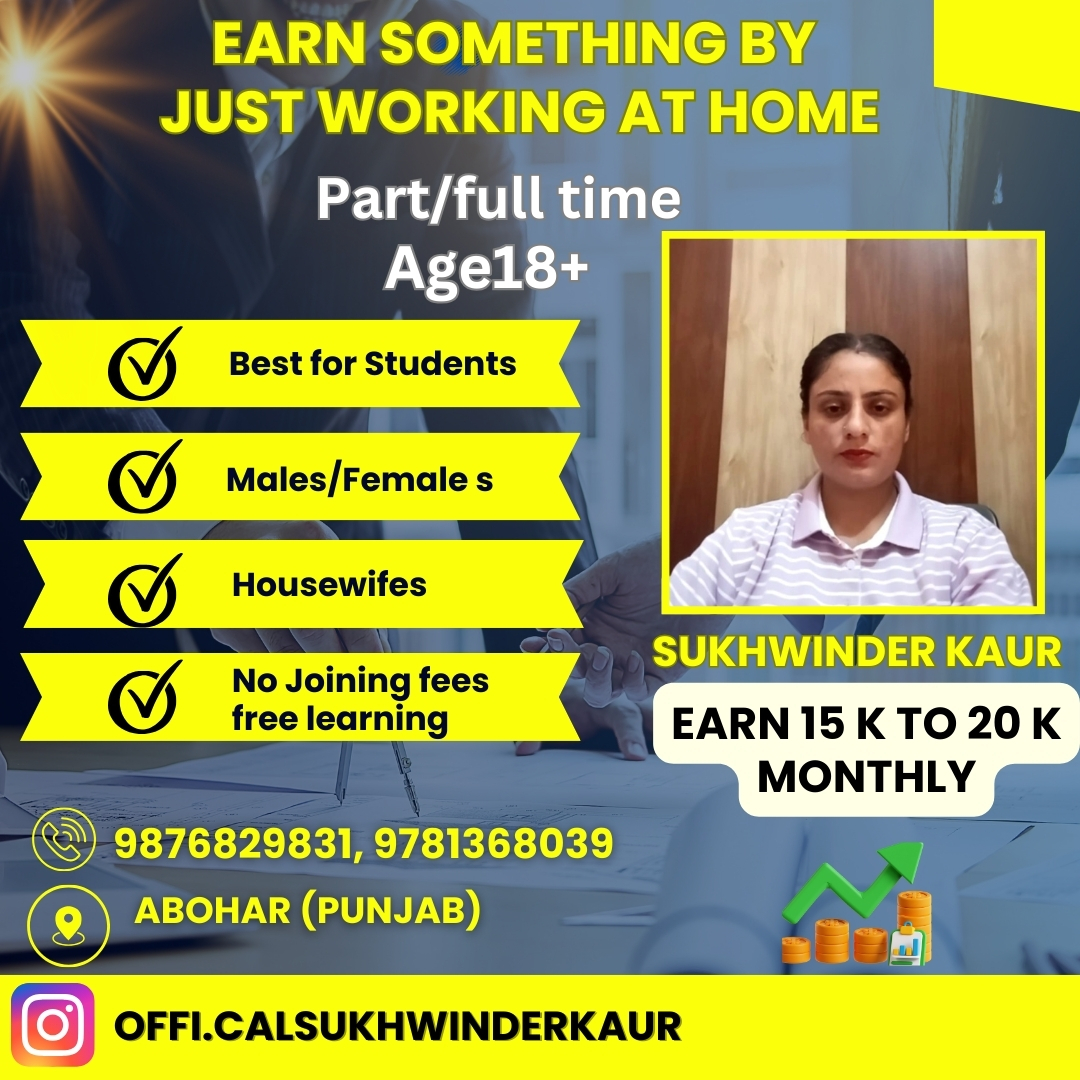 EARN SOMETHING BY
JUST WORKING AT HOME
Part/full time
Age18+
Best for Students
Males/Female s
Housewifes
No Joining fees
free learning
SUKHWINDER KAUR
EARN 15 K TO 20 K
MONTHLY
9876829831, 9781368039
ABOHAR (PUNJAB)
OFFI.CALSUKHWINDERKAUR